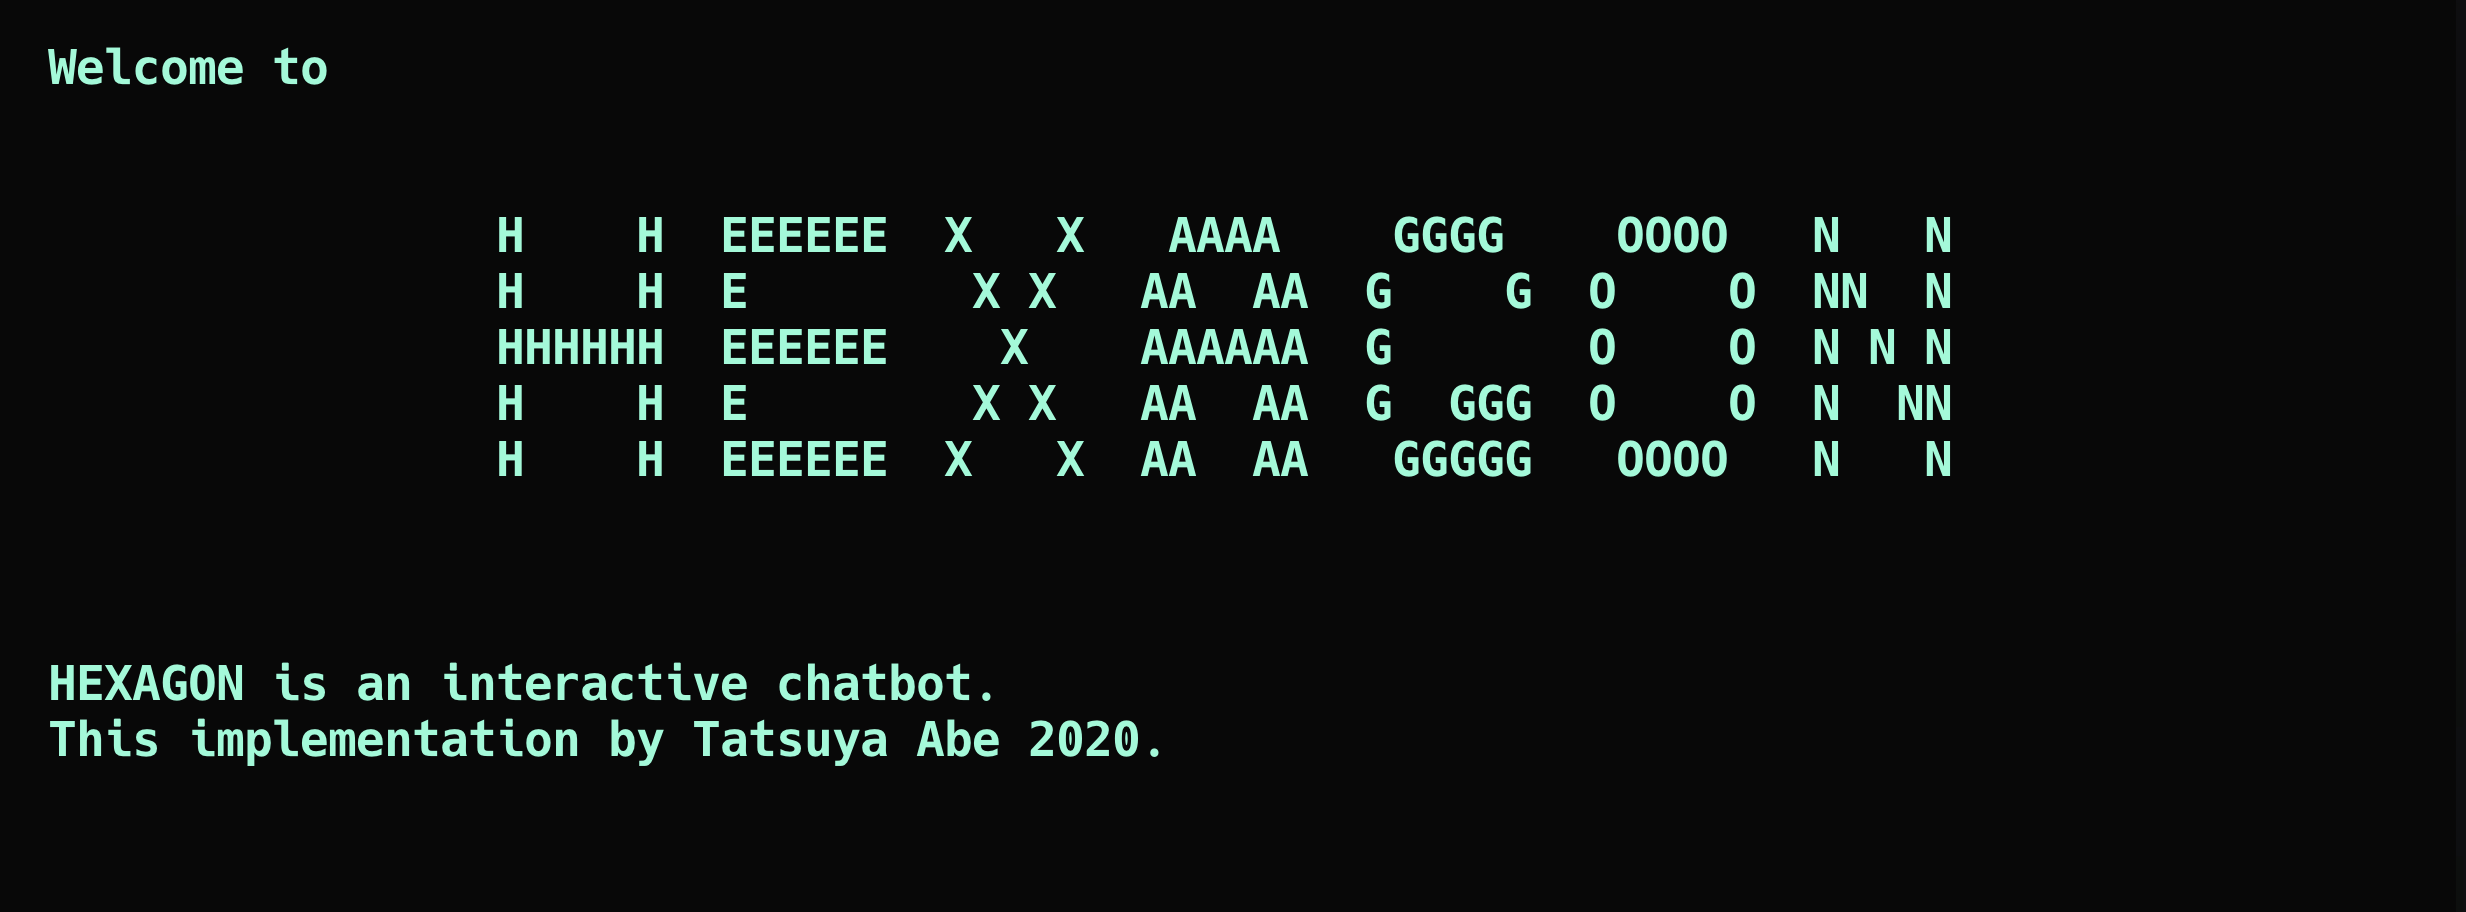 Welcome to
H    H  EEEEEE  X   X   AAAA    GGGG    OOOO   N   N
H    H  E        X X   AA  AA  G    G  O    O  NN  N
HHHHHH  EEEEEE    X    AAAAAA  G       O    O  N N N
H    H  E        X X   AA  AA  G  GGG  O    O  N  NN
H    H  EEEEEE  X   X  AA  AA   GGGGG   OOOO   N   N
HEXAGON is an interactive chatbot.
This implementation by Tatsuya Abe 2020.